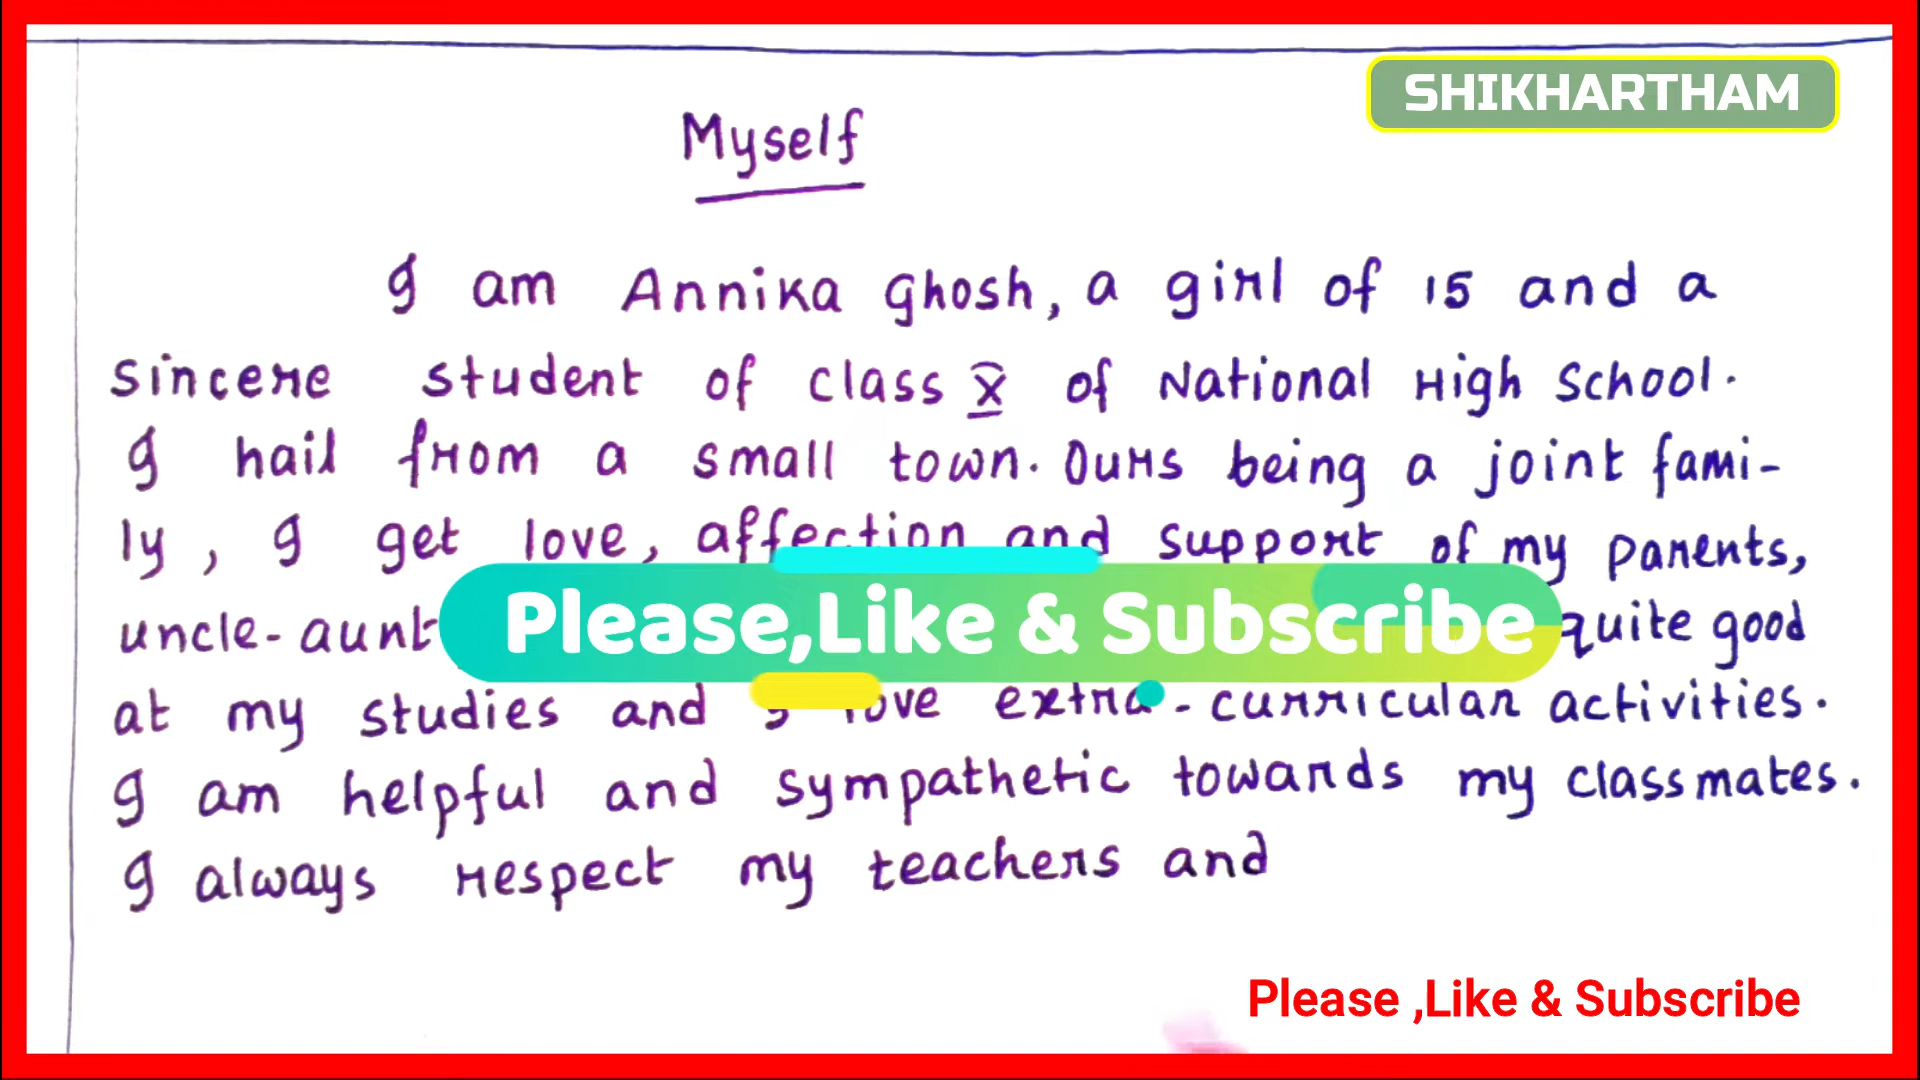 SHIKHARTHAM
Myself
I am Annika Ghosh, a girl of 15 and a
sincere student of class X of National High School.
I hail from a small town. Ours being a joint fami-
ly, I get love, affection and support of my parents,
uncle-aunt quite good
Please,Like & Subscribe
at my studies and I love extra-curricular activities.
I am helpful and sympathetic towards my classmates.
I always respect my teachers and
Please ,Like & Subscribe